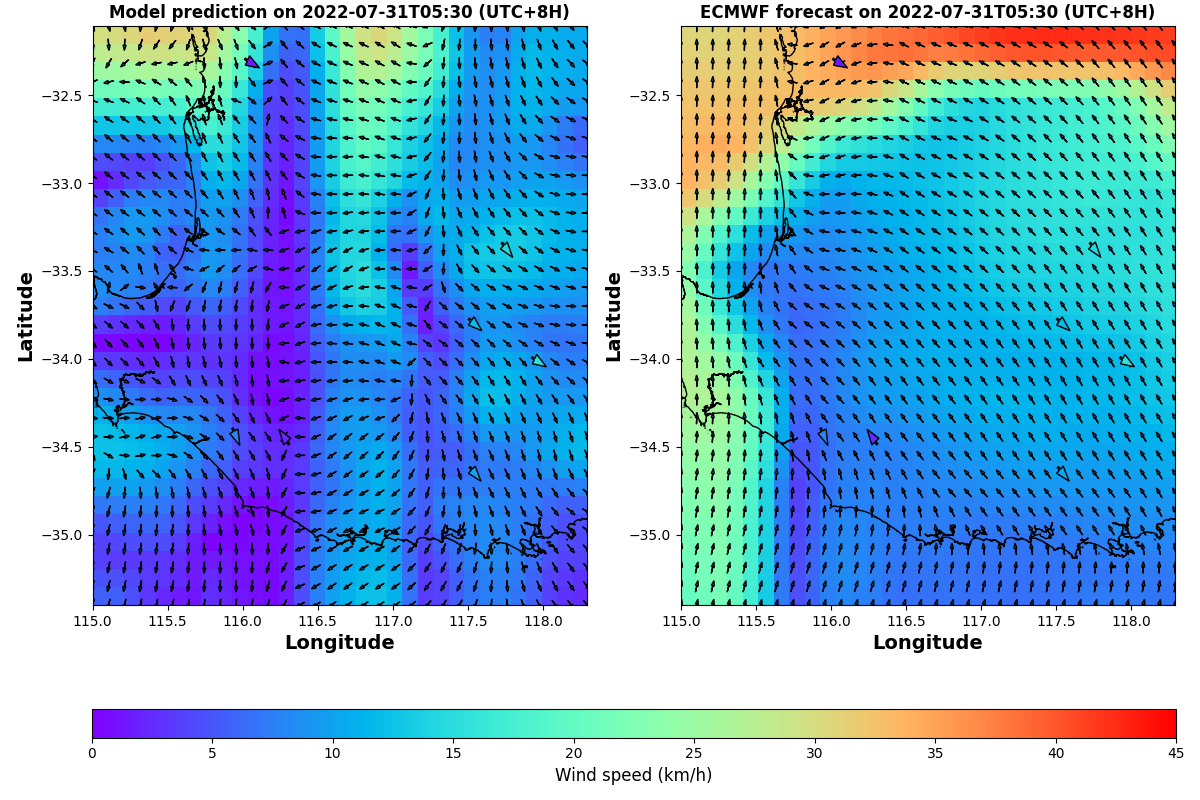 Model prediction on 2022-07-31T05:30 (UTC+8H)
ECMWF forecast on 2022-07-31T05:30 (UTC+8H)
Latitude
−32.5
−33.0
−33.5
−34.0
−34.5
−35.0
115.0 115.5 116.0 116.5 117.0 117.5 118.0
Longitude
Latitude
−32.5
−33.0
−33.5
−34.0
−34.5
−35.0
115.0 115.5 116.0 116.5 117.0 117.5 118.0
Longitude
0 5 10 15 20 25 30 35 40 45
Wind speed (km/h)